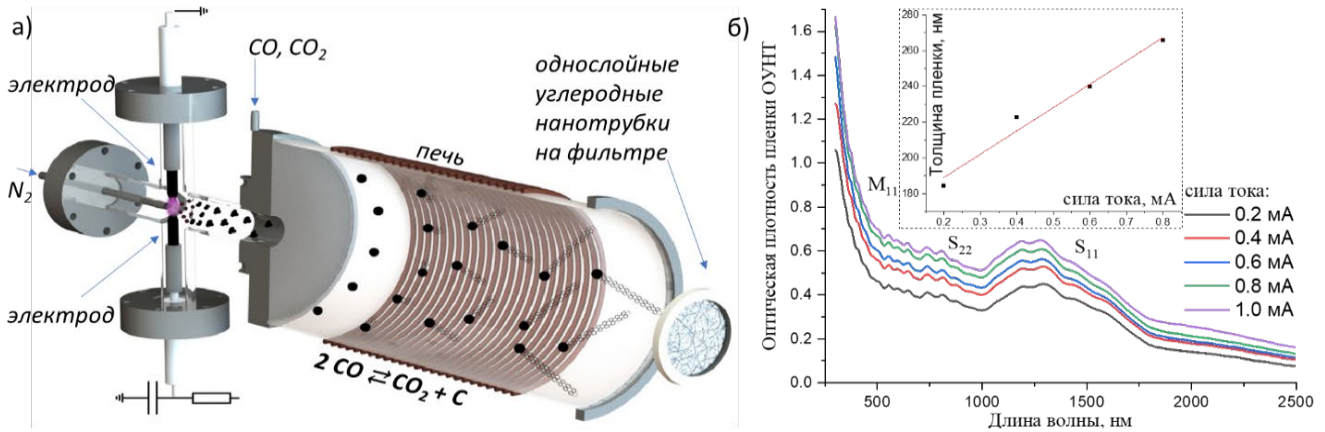 а)
электрод
N2
электрод
CO, CO2
печь
2 CO ⇄ CO2 + C
однослойные
углеродные
нанотрубки
на фильтре
б)
Оптическая плотность пленки ОУНТ
1.6
1.4
1.2
1.0
0.8
0.6
0.4
0.2
0.0
500
1000
1500
2000
2500
Длина волны, нм
M11
S22
S11
Толщина пленки, нм
280
260
240
220
200
180
0.2
0.3
0.4
0.5
0.6
0.7
0.8
сила тока, мА
сила тока:
0.2 мА
0.4 мА
0.6 мА
0.8 мА
1.0 мА